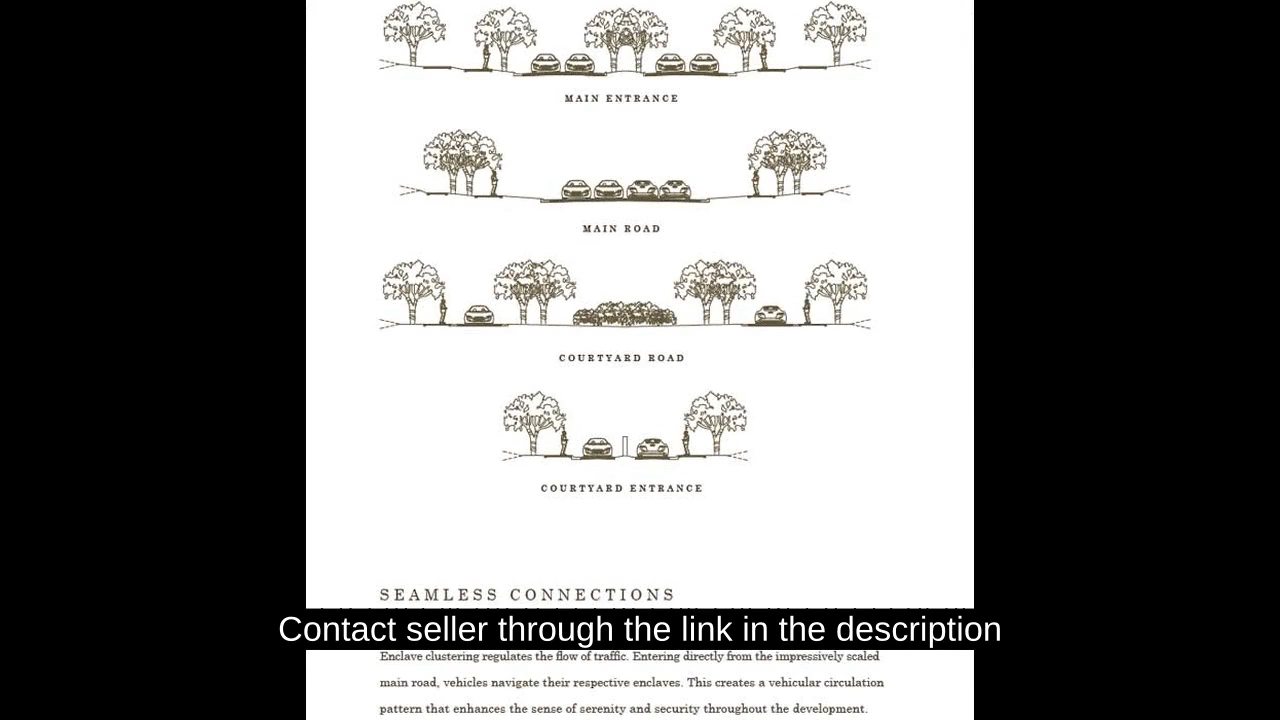 MAIN ENTRANCE
MAIN ROAD
COURTYARD ROAD
COURTYARD ENTRANCE
SEAMLESS CONNECTIONS
Contact seller through the link in the description
Enclave clustering regulates the flow of traffic. Entering directly from the impressively scaled
main road, vehicles navigate their respective enclaves. This creates a vehicular circulation
pattern that enhances the sense of serenity and security throughout the development.